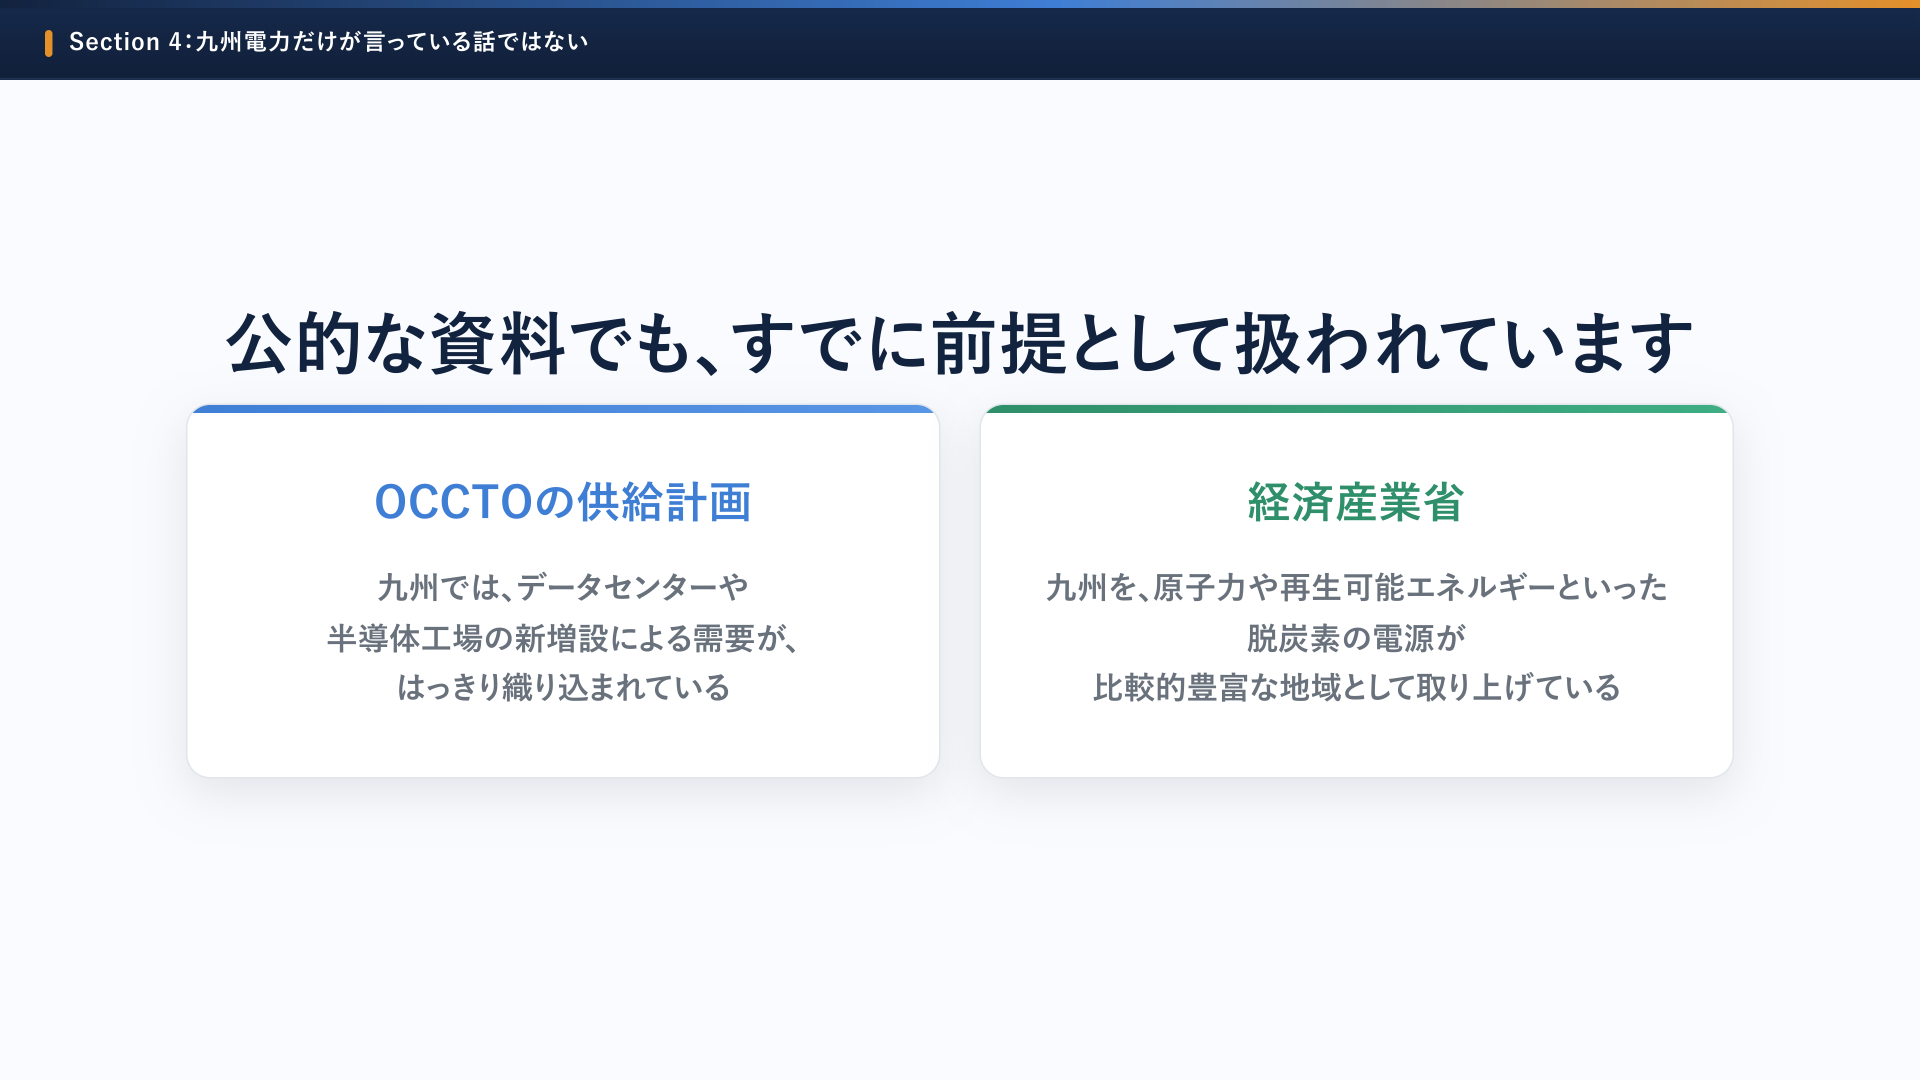 Section 4：九州電力だけが言っている話ではない
公的な資料でも、すでに前提として扱われています
OCCTOの供給計画
九州では、データセンターや
半導体工場の新増設による需要が、
はっきり織り込まれている
経済産業省
九州を、原子力や再生可能エネルギーといった
脱炭素の電源が
比較的豊富な地域として取り上げている